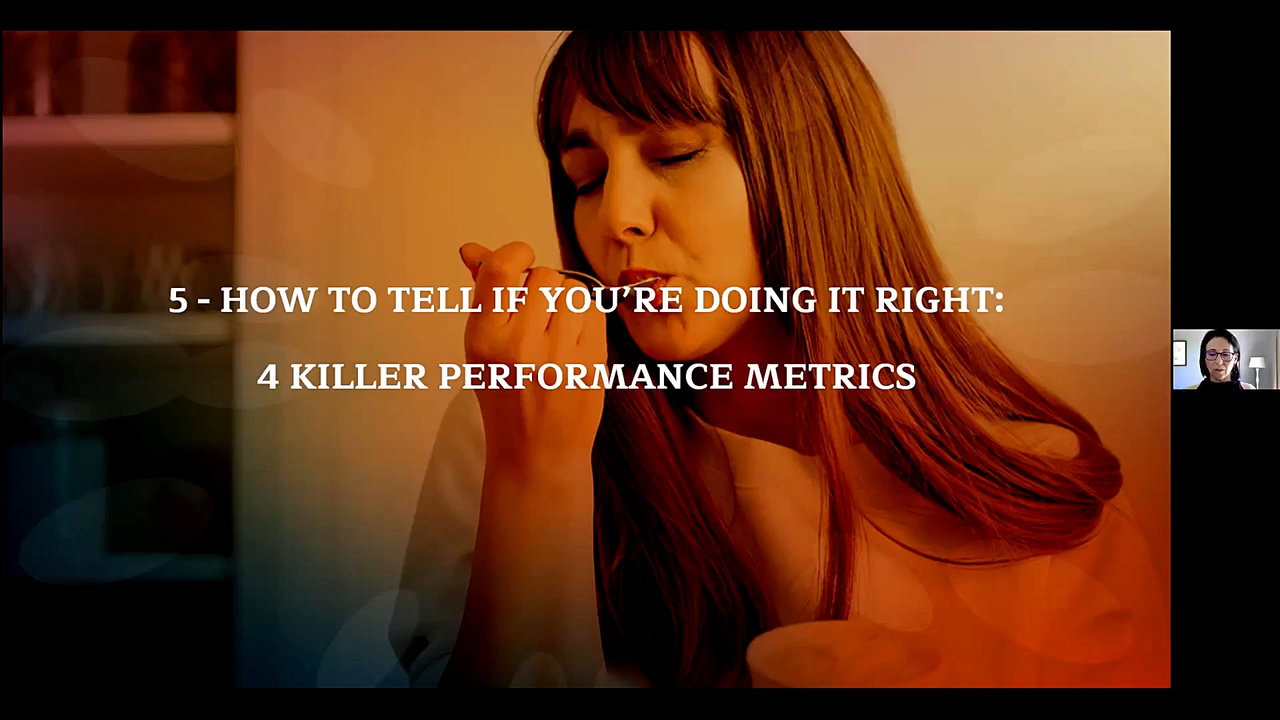 5 - HOW TO TELL IF YOU’RE DOING IT RIGHT:
4 KILLER PERFORMANCE METRICS